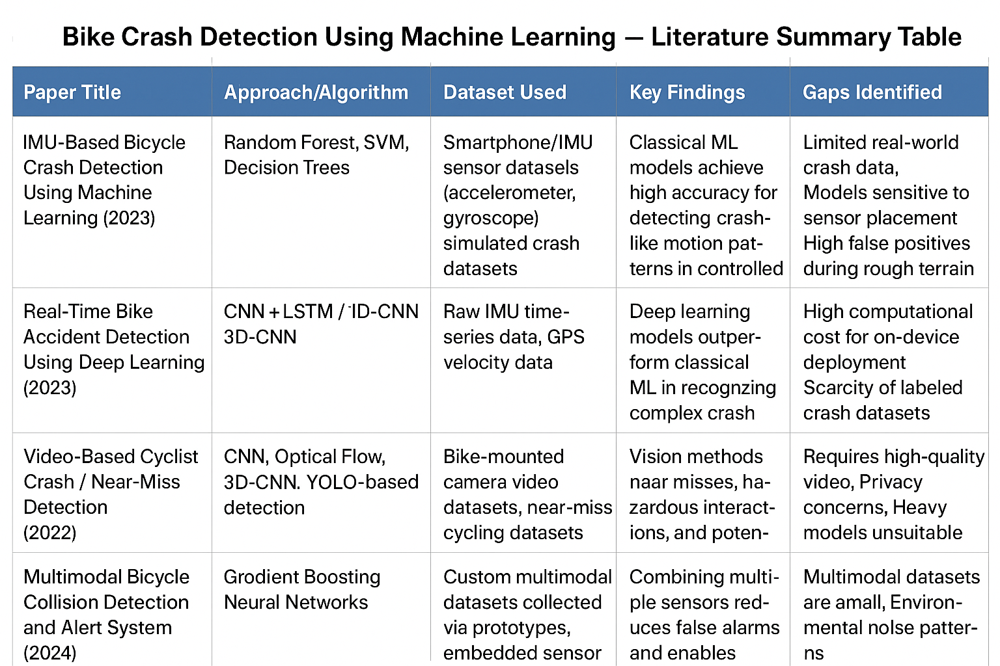 Bike Crash Detection Using Machine Learning — Literature Summary Table
Paper Title
Approach/Algorithm
Dataset Used
Key Findings
Gaps Identified
IMU-Based Bicycle
Crash Detection
Using Machine
Learning (2023)
Random Forest, SVM,
Decision Trees
Smartphone/IMU
sensor datasels
(accelerometer,
gyroscope)
simulated crash
datasets
Classical ML
models achieve
high accuracy for
detecting crash-
like motion pat-
terns in controlled
Limited real-world
crash data,
Models sensitive to
sensor placement
High false positives
during rough terrain
Real-Time Bike
Accident Detection
Using Deep Learning
(2023)
CNN + LSTM / 1D-CNN
3D-CNN
Raw IMU time-
series data, GPS
velocity data
Deep learning
models outper-
form classical
ML in recognzing
complex crash
High computational
cost for on-device
deployment
Scarcity of labeled
crash datasets
Video-Based Cyclist
Crash / Near-Miss
Detection
(2022)
CNN, Optical Flow,
3D-CNN. YOLO-based
detection
Bike-mounted
camera video
datasets, near-miss
cycling datasets
Vision methods
naar misses, ha-
zardous interact-
ions, and poten-
Requires high-quality
video, Privacy
concerns, Heavy
models unsuitable
Multimodal Bicycle
Collision Detection
and Alert System
(2024)
Grodient Boosting
Neural Networks
Custom multimodal
datasets collected
via prototypes,
embedded sensor
Combining multi-
ple sensors red-
uces false alarms
and enables
Multimodal datasets
are amall, Environ-
mental nolse patter-
ns